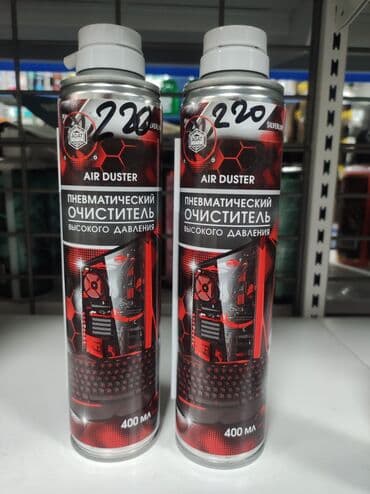 220
AIR DUSTER
ПНЕВМАТИЧЕСКИЙ
ОЧИСТИТЕЛЬ
ВЫСОКОГО ДАВЛЕНИЯ
400 МЛ
220
AIR DUSTER
ПНЕВМАТИЧЕСКИЙ
ОЧИСТИТЕЛЬ
ВЫСОКОГО ДАВЛЕНИЯ
400 МЛ